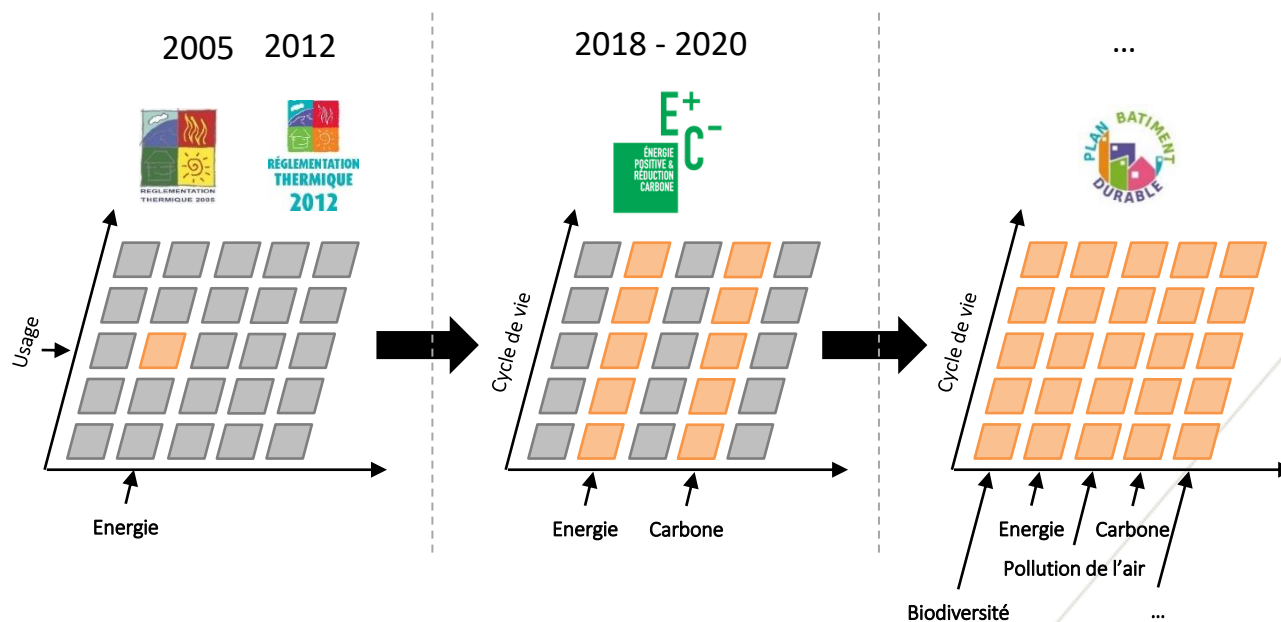 2005
2012
2018 - 2020
...
REGLEMENTATION
THERMIQUE 2005
RÉGLEMENTATION
THERMIQUE
2012
E+
C-
ÉNERGIE
POSITIVE &
RÉDUCTION
CARBONE
PLAN BATIMENT
DURABLE
Usage
Energie
Cycle de vie
Energie
Carbone
Cycle de vie
Energie
Carbone
Pollution de l'air
Biodiversité
...